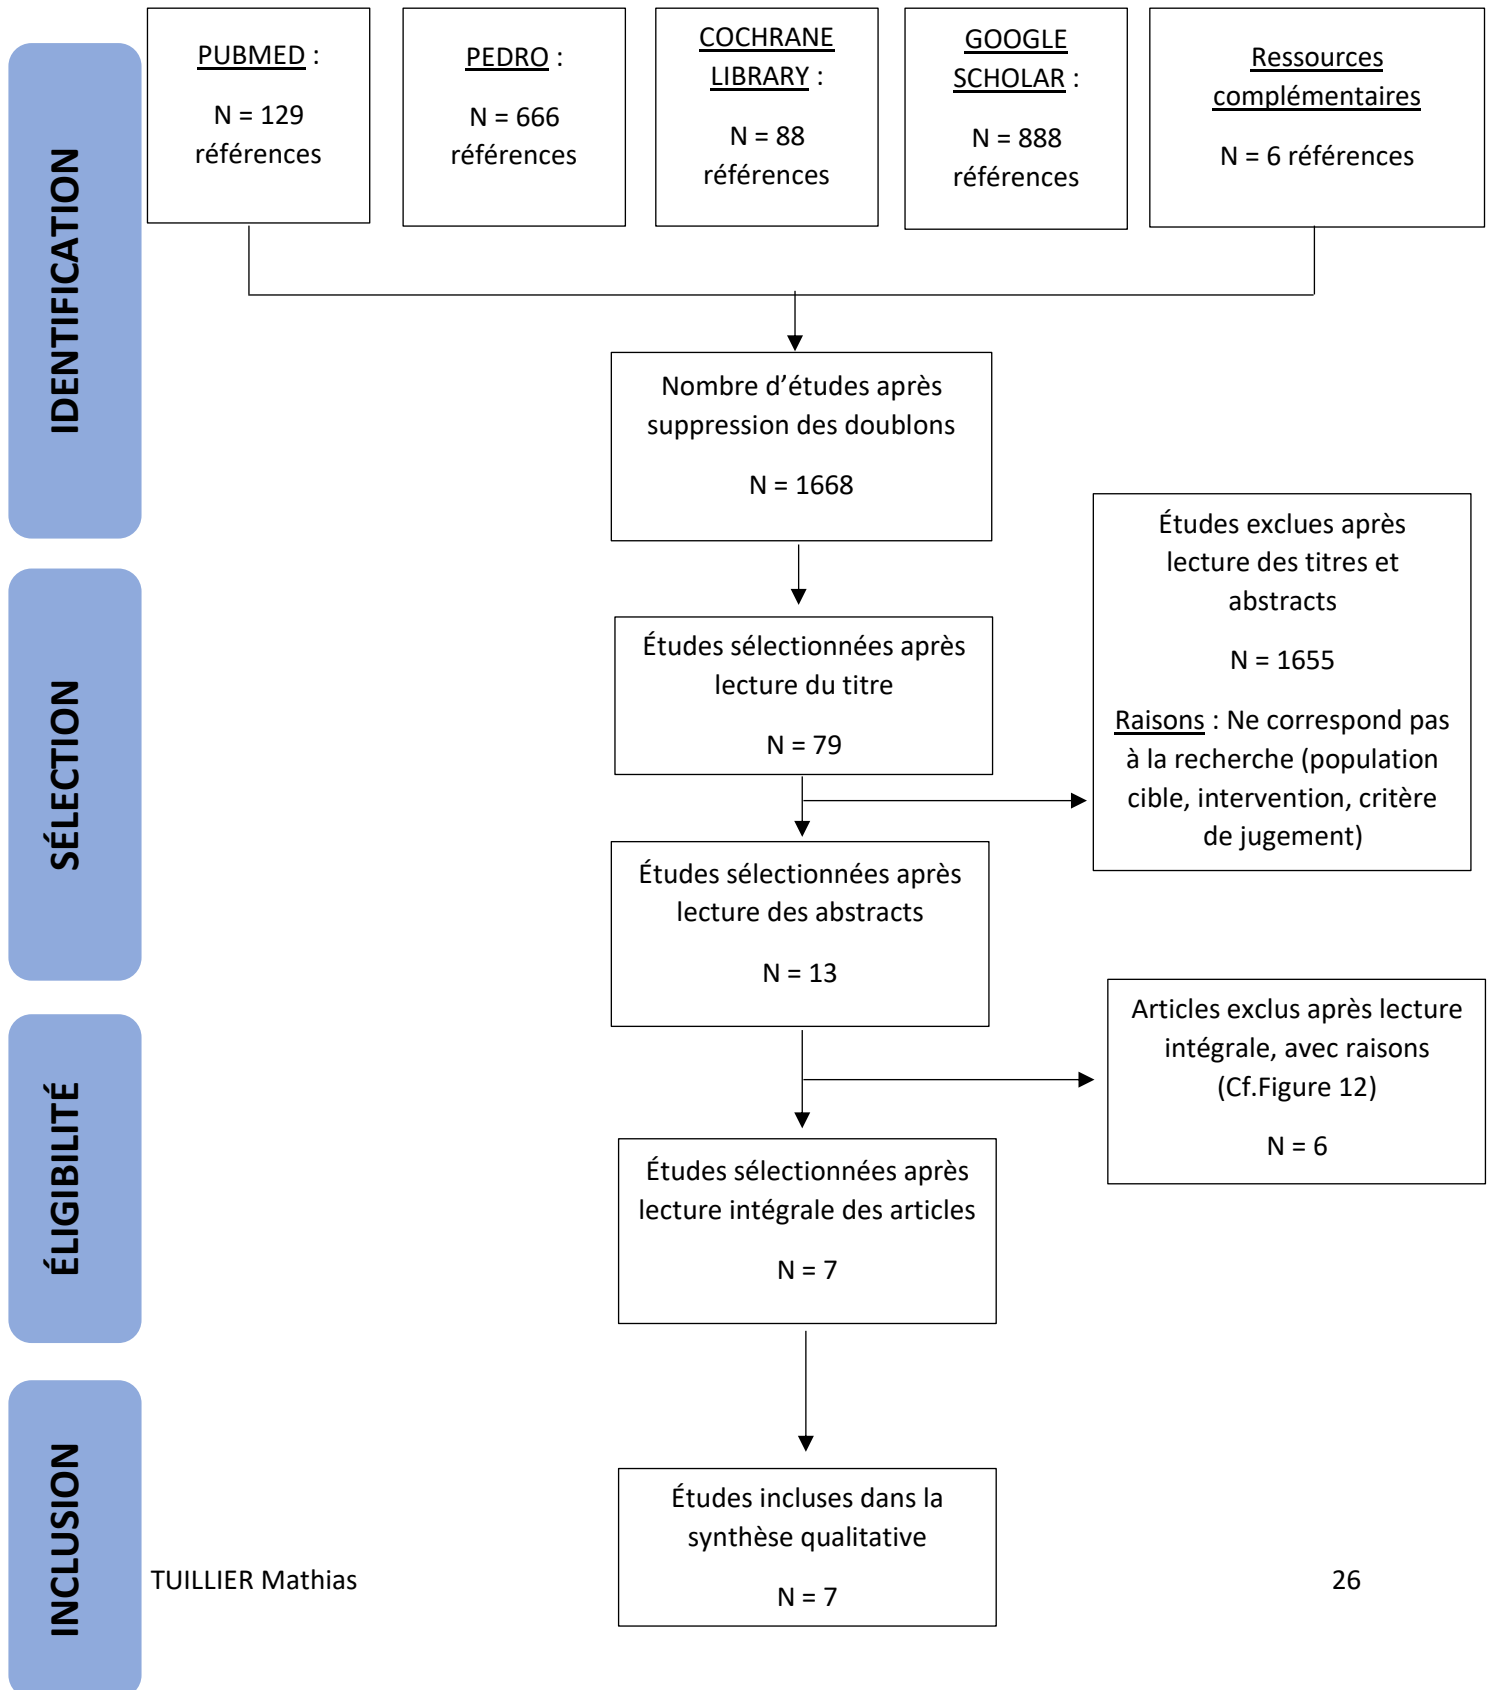 PUBMED :
N = 129
références
PEDRO :
N = 666
références
COCHRANE
LIBRARY :
N = 88
références
GOOGLE
SCHOLAR :
N = 888
références
Ressources
complémentaires
N = 6 références
IDENTIFICATION
Nombre d’études après
suppression des doublons
N = 1668
Études exclues après
lecture des titres et
abstracts
N = 1655
Raisons : Ne correspond pas
à la recherche (population
cible, intervention, critère
de jugement)
SÉLECTION
Études sélectionnées après
lecture du titre
N = 79
Études sélectionnées après
lecture des abstracts
N = 13
Articles exclus après lecture
intégrale, avec raisons
(Cf.Figure 12)
N = 6
ÉLIGIBILITÉ
Études sélectionnées après
lecture intégrale des articles
N = 7
INCLUSION
Études incluses dans la
synthèse qualitative
N = 7
TUILLIER Mathias
26